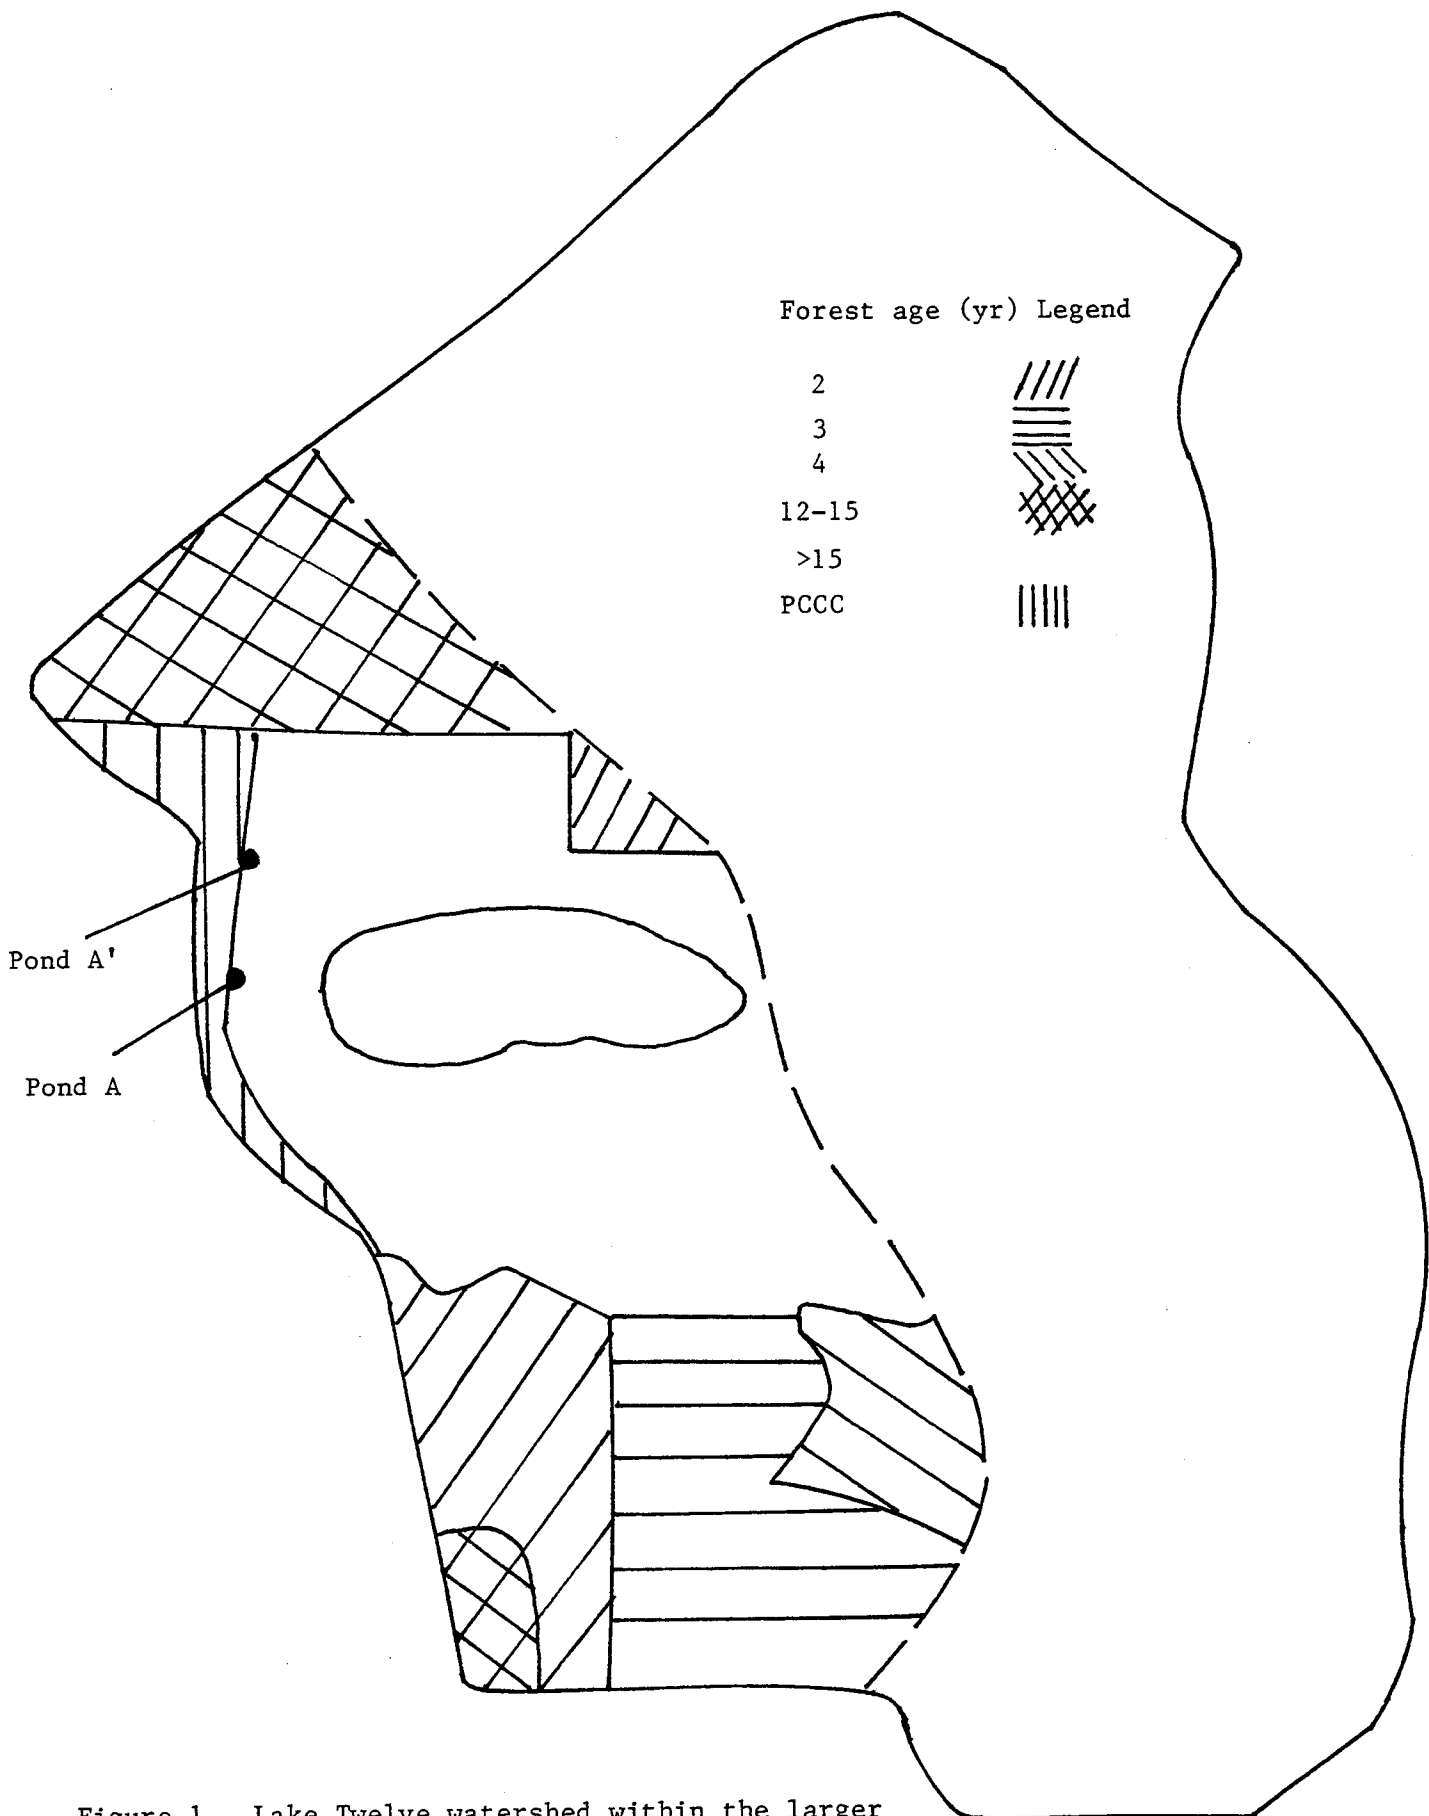 Forest age (yr) Legend
2
3
4
12-15
>15
PCCC
Pond A'
Pond A
Figure 1. Lake Twelve watershed within the larger